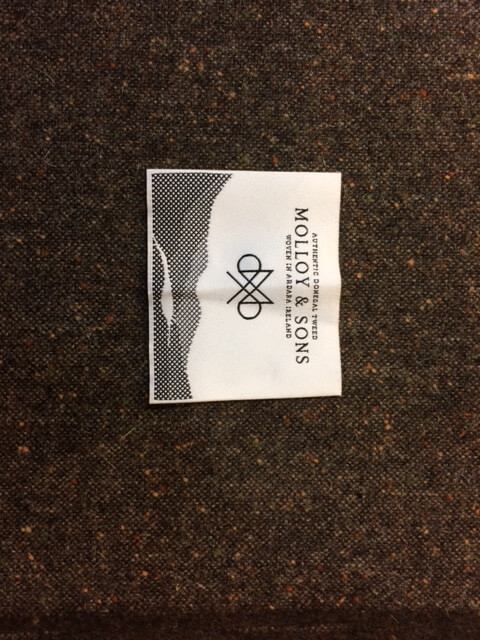 AUTHENTIC DONEGAL TWEED
MOLLOY & SONS
WOVEN IN ARDARA IRELAND